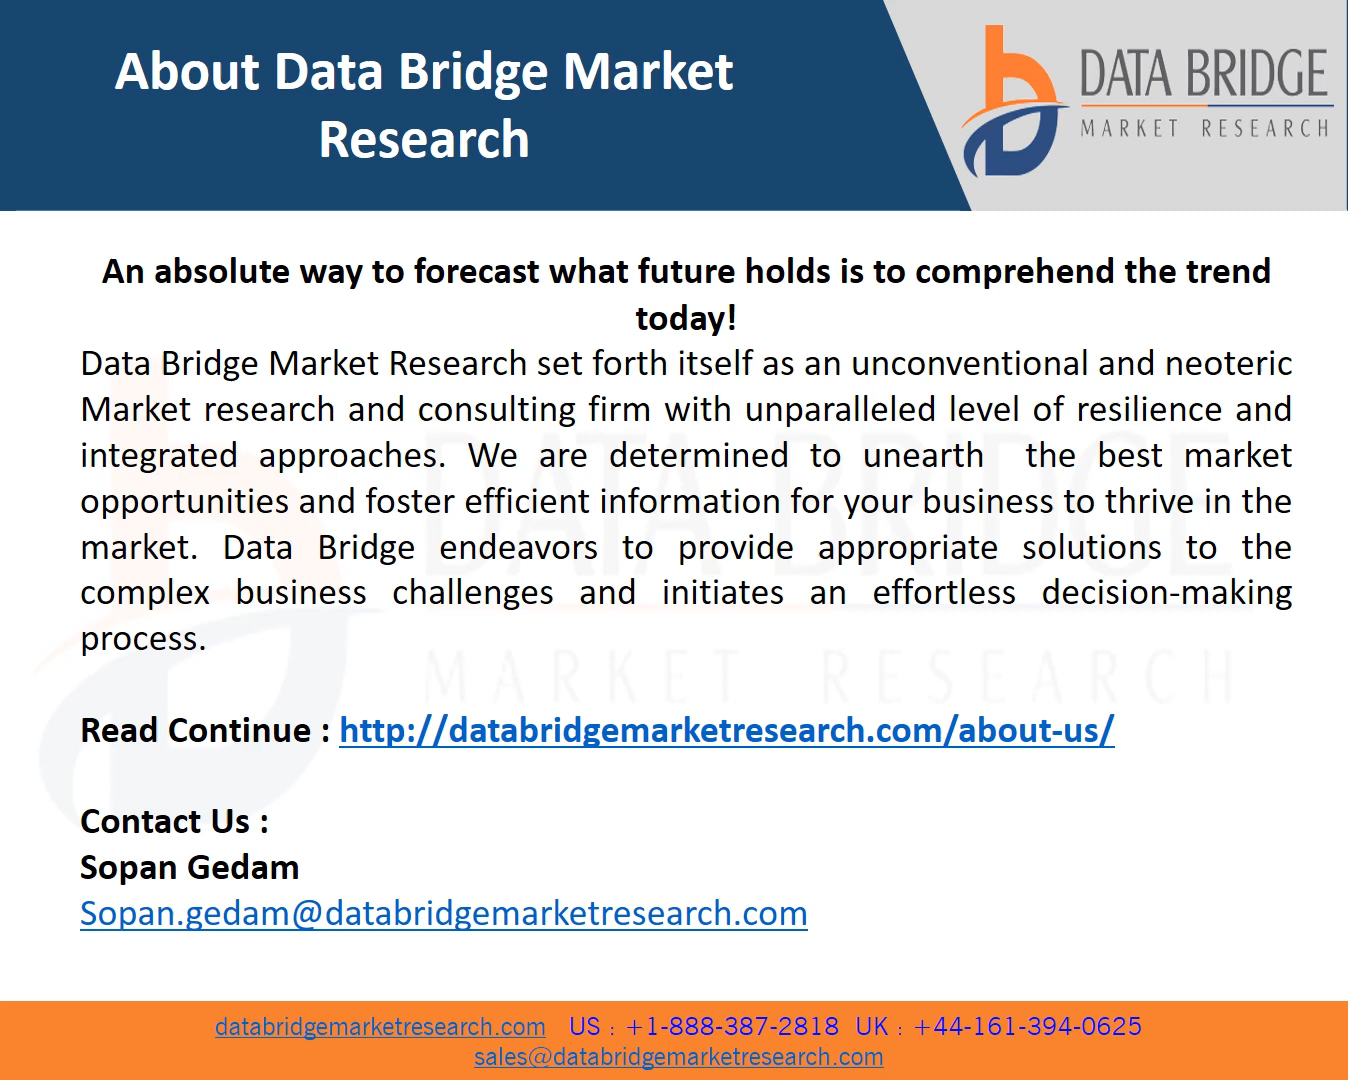 About Data Bridge Market
Research
DATA BRIDGE
MARKET RESEARCH
An absolute way to forecast what future holds is to comprehend the trend
today!
Data Bridge Market Research set forth itself as an unconventional and neoteric
Market research and consulting firm with unparalleled level of resilience and
integrated approaches. We are determined to unearth the best market
opportunities and foster efficient information for your business to thrive in the
market. Data Bridge endeavors to provide appropriate solutions to the
complex business challenges and initiates an effortless decision-making
process.
DATA BRIDGE
MARKET RESEARCH
Read Continue : http://databridgemarketresearch.com/about-us/
Contact Us :
Sopan Gedam
Sopan.gedam@databridgemarketresearch.com
databridgemarketresearch.com US : +1-888-387-2818 UK : +44-161-394-0625
sales@databridgemarketresearch.com